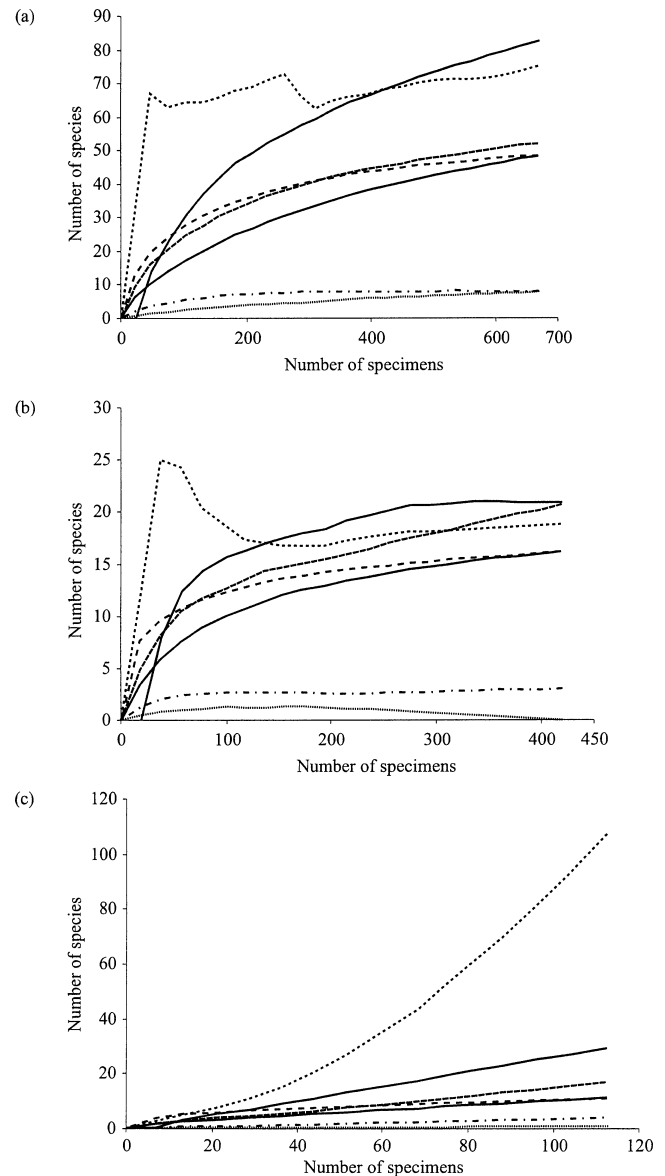 (a)
90
80
70
60
50
40
30
20
10
0
Number of species
0 200 400 600 700
Number of specimens
(b)
30
25
20
15
10
5
0
Number of species
0 100 200 300 400 450
Number of specimens
(c)
120
100
80
60
40
20
0
Number of species
0 20 40 60 80 100 120
Number of specimens